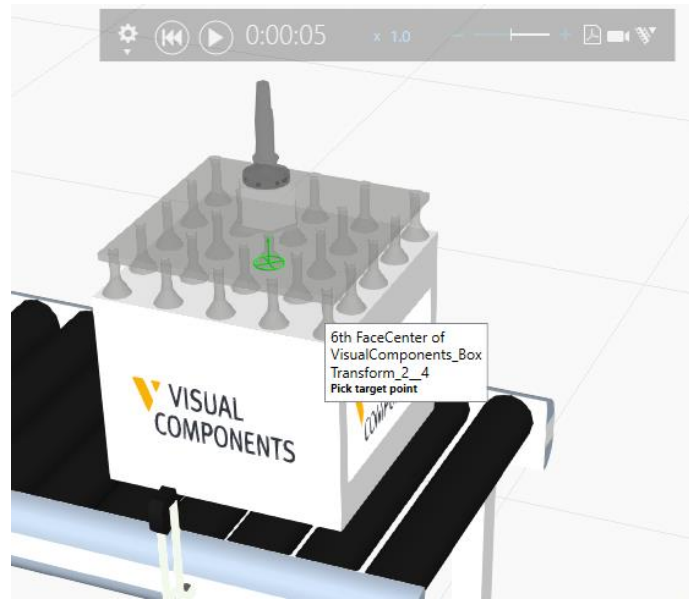 0:00:05
x 1.0
6th FaceCenter of
VisualComponents_Box
Transform_2__4
Pick target point
VISUAL
COMPONENTS